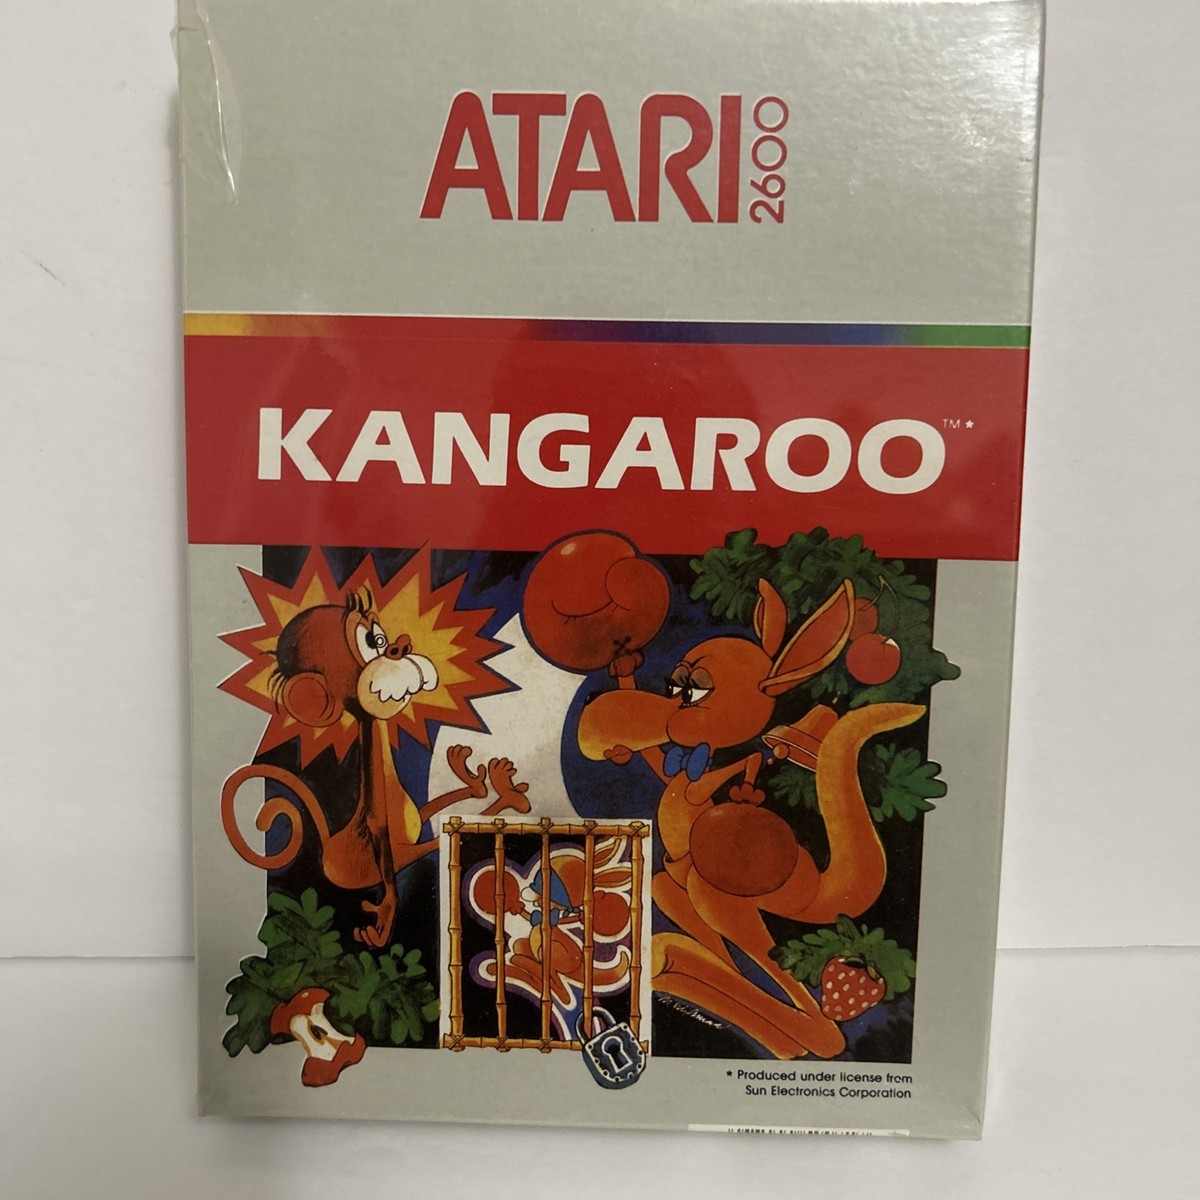 ATARI 2600
KANGAROO™*
* Produced under license from
Sun Electronics Corporation